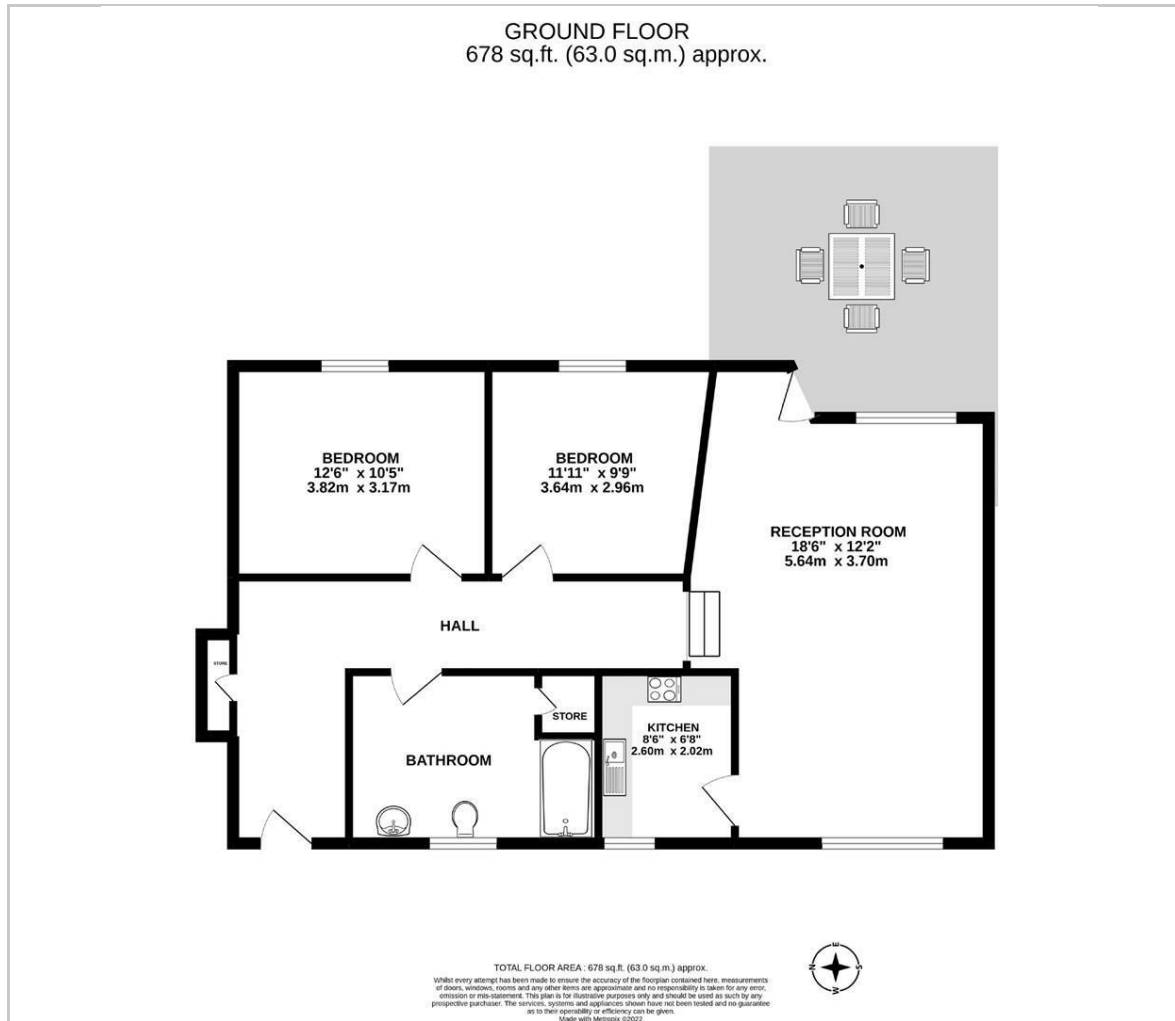 GROUND FLOOR
678 sq.ft. (63.0 sq.m.) approx.
BEDROOM
12'6" x 10'5"
3.82m x 3.17m
BEDROOM
11'11" x 9'9"
3.64m x 2.96m
RECEPTION ROOM
18'6" x 12'2"
5.64m x 3.70m
HALL
STORE
STORE
KITCHEN
8'6" x 6'8"
2.60m x 2.02m
BATHROOM
E
N
S
W
TOTAL FLOOR AREA : 678 sq.ft. (63.0 sq.m.) approx.
Whilst every attempt has been made to ensure the accuracy of the floorplan contained here, measurements
of doors, windows, rooms and any other items are approximate and no responsibility is taken for any error,
omission or mis-statement. This plan is for illustrative purposes only and should be used as such by any
prospective purchaser. The services, systems and appliances shown have not been tested and no guarantee
as to their operability or efficiency can be given.
Made with Metropix ©2022